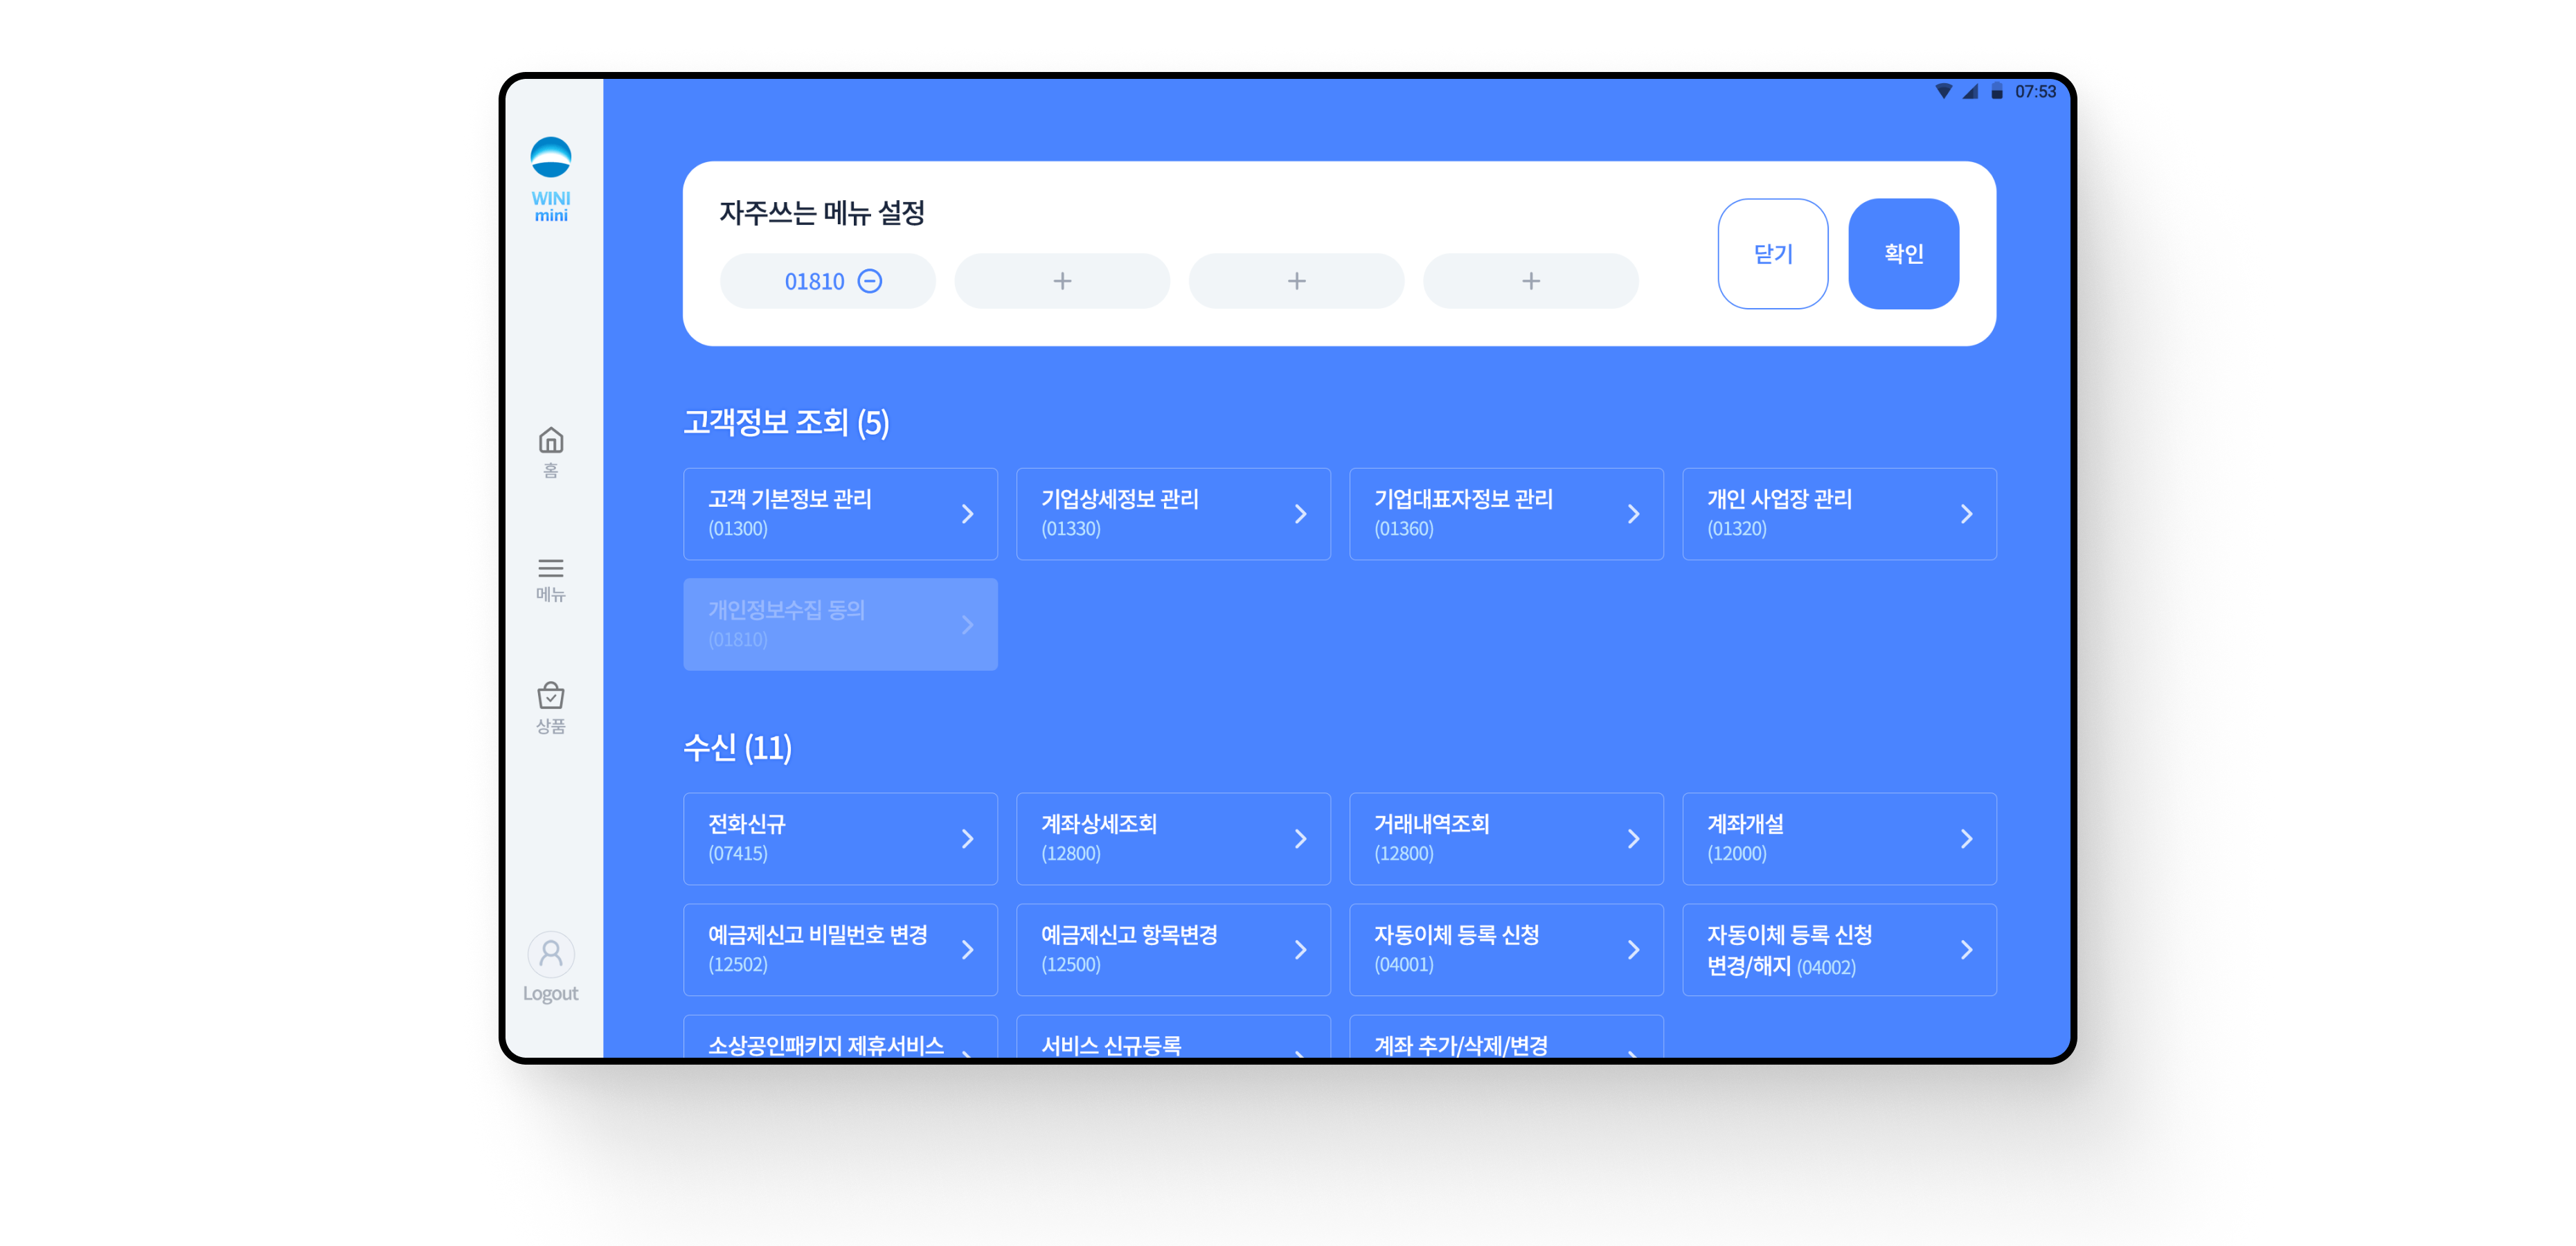 07:53
WINI
mini
홈
메뉴
상품
Logout
자주쓰는 메뉴 설정
01810
닫기
확인
고객정보 조회 (5)
고객 기본정보 관리
(01300)
기업상세정보 관리
(01330)
기업대표자정보 관리
(01360)
개인 사업장 관리
(01320)
개인정보수집 동의
(01810)
수신 (11)
전화신규
(07415)
계좌상세조회
(12800)
거래내역조회
(12800)
계좌개설
(12000)
예금제신고 비밀번호 변경
(12502)
예금제신고 항목변경
(12500)
자동이체 등록 신청
(04001)
자동이체 등록 신청
변경/해지 (04002)
소상공인패키지 제휴서비스
서비스 신규등록
계좌 추가/삭제/변경